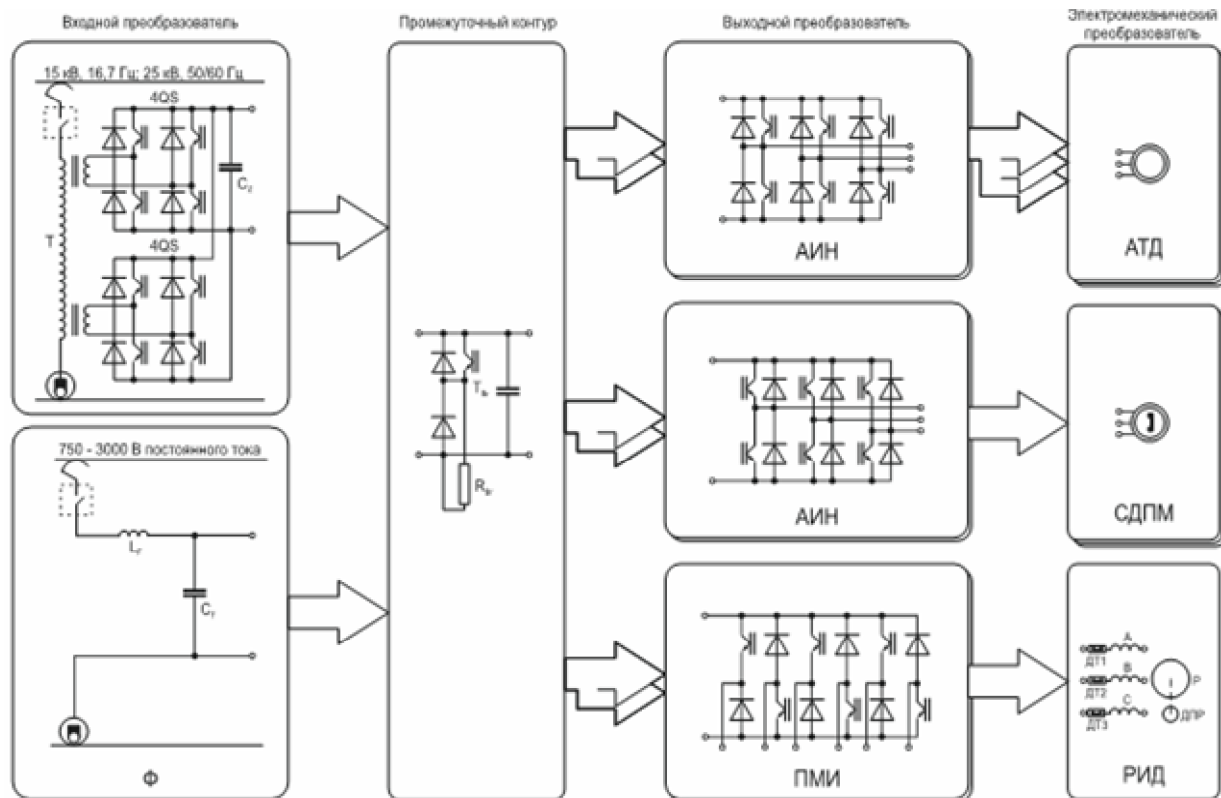 Входной преобразователь
Промежуточный контур
Выходной преобразователь
Электромеханический
преобразователь
15 кВ, 16,7 Гц; 25 кВ, 50/60 Гц
4QS
T
4QS
АИН
АТД
АИН
СДПМ
750 - 3000 В постоянного тока
Lг
Ф
ПМИ
A
ДТ1
B
ДТ2
P
C
ДТ3
ДПР
РИД